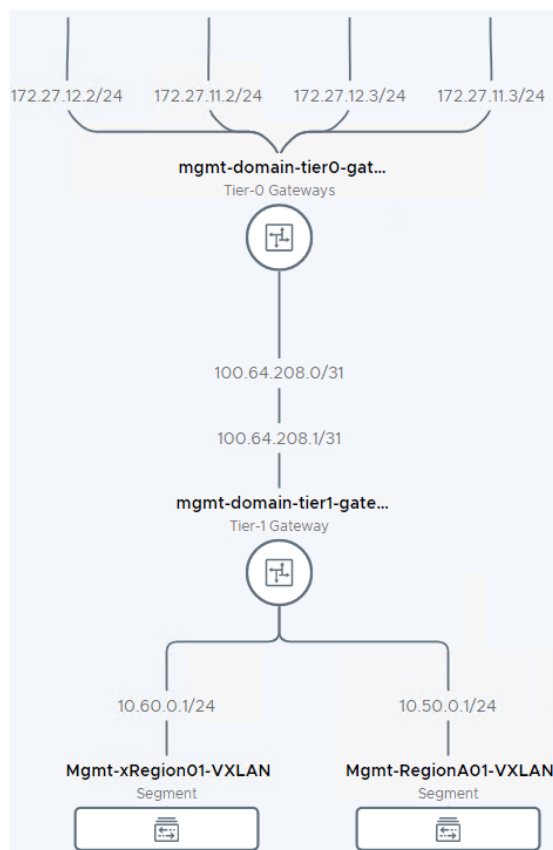 172.27.12.2/24 172.27.11.2/24 172.27.12.3/24 172.27.11.3/24
mgmt-domain-tier0-gat...
Tier-0 Gateways
100.64.208.0/31
100.64.208.1/31
mgmt-domain-tier1-gate...
Tier-1 Gateway
10.60.0.1/24 10.50.0.1/24
Mgmt-xRegion01-VXLAN Mgmt-RegionA01-VXLAN
Segment Segment